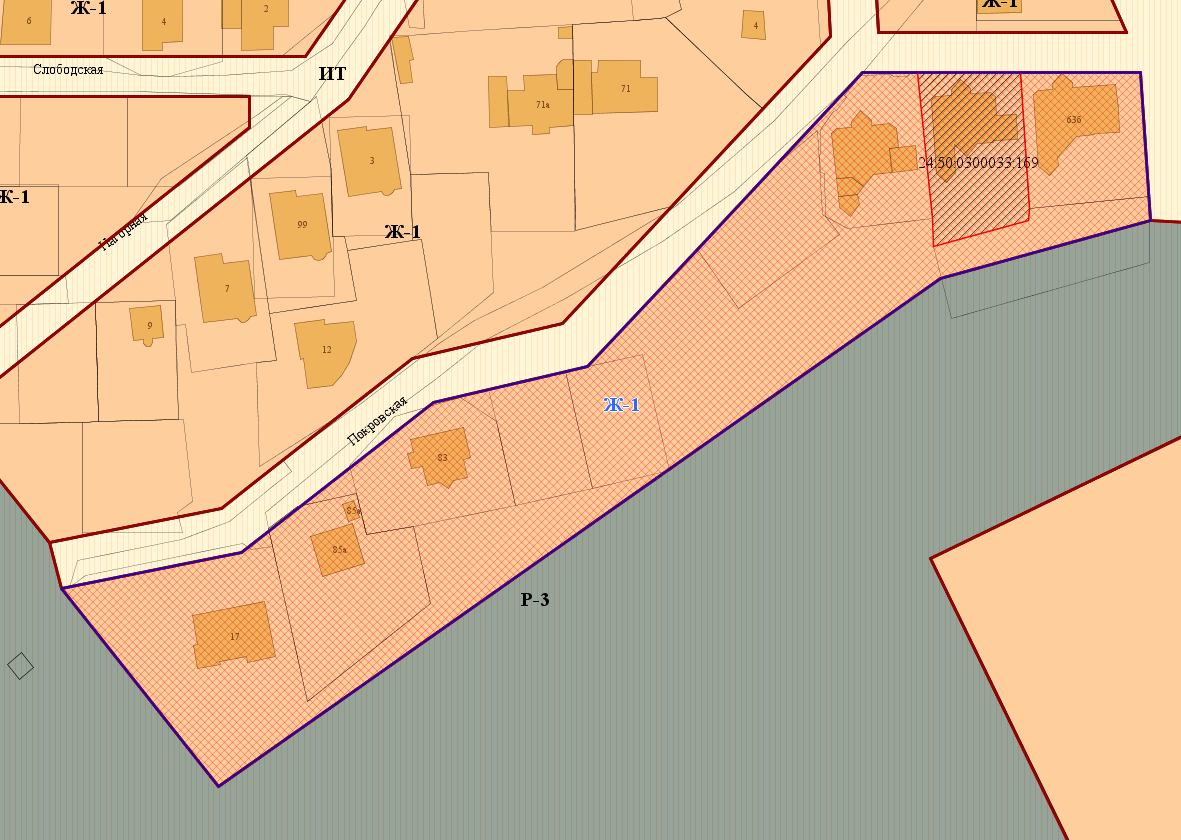 Ж-1
Ж-1
6
4
2
4
Слободская
ИТ
71а
71
63б
3
24:50:0300033:169
Ж-1
Нагорная
99
Ж-1
7
9
12
Ж-1
Покровская
83
85а
85а
Р-3
17